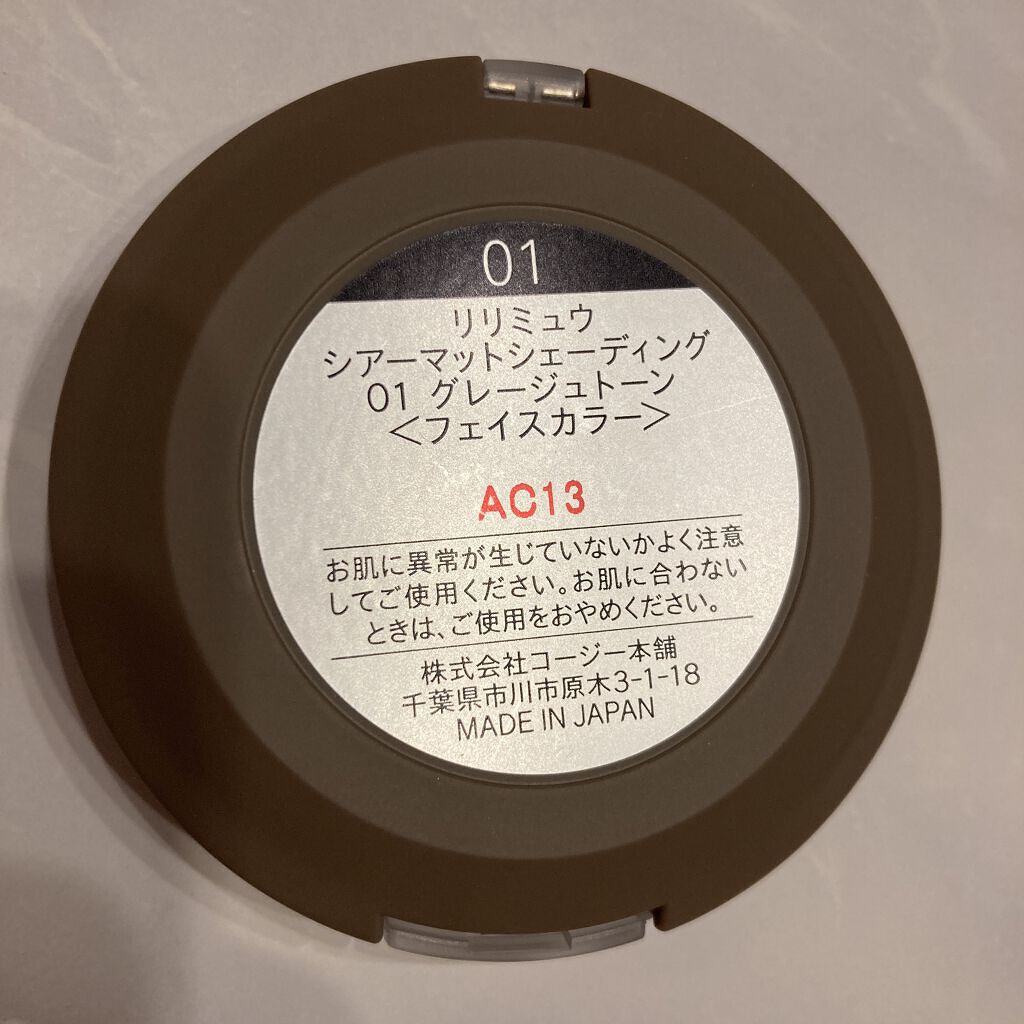 01
リリミュウ
シアーマットシェーディング
01 グレージュトーン
＜フェイスカラー＞
AC13
お肌に異常が生じていないかよく注意
してご使用ください。お肌に合わない
ときは、ご使用をおやめください。
株式会社コージー本舗
千葉県市川市原木3-1-18
MADE IN JAPAN